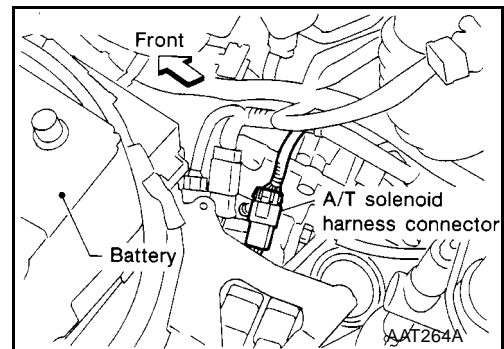 Front
A/T solenoid
harness connector
Battery
AAT264A